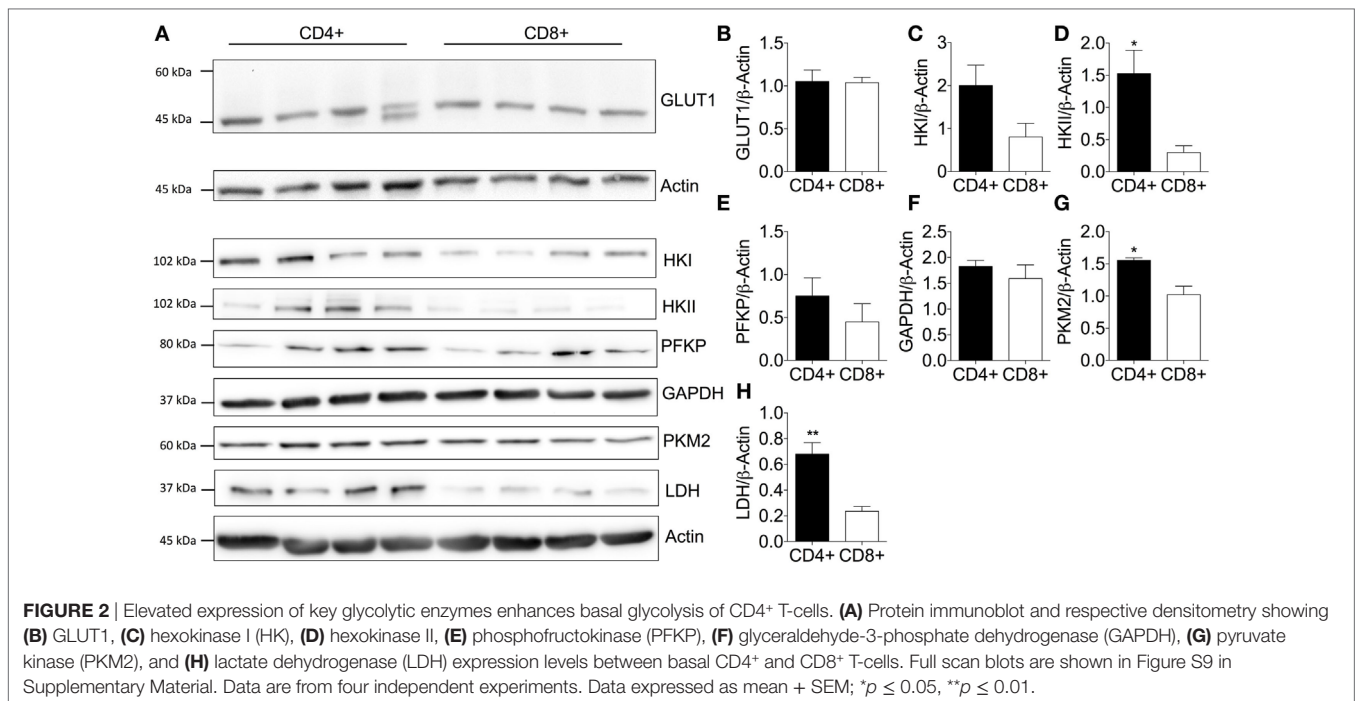 A
CD4+ CD8+
60 kDa
GLUT1
45 kDa
45 kDa Actin
102 kDa HKI
102 kDa HKII
80 kDa PFKP
37 kDa GAPDH
60 kDa PKM2
37 kDa LDH
45 kDa Actin
B
GLUT1/β-Actin
1.5
1.0
0.5
0.0
CD4+ CD8+
C
HKI/β-Actin
3
2
1
0
CD4+ CD8+
D
HKII/β-Actin
2.0
1.5
1.0
0.5
0.0
*
CD4+ CD8+
E
PFKP/β-Actin
1.5
1.0
0.5
0.0
CD4+ CD8+
F
GAPDH/β-Actin
2.5
2.0
1.5
1.0
0.5
0.0
CD4+ CD8+
G
PKM2/β-Actin
2.0
1.5
1.0
0.5
0.0
*
CD4+ CD8+
H
LDH/β-Actin
1.0
0.8
0.6
0.4
0.2
0.0
**
CD4+ CD8+
FIGURE 2 | Elevated expression of key glycolytic enzymes enhances basal glycolysis of CD4⁺ T-cells. (A) Protein immunoblot and respective densitometry showing
(B) GLUT1, (C) hexokinase I (HK), (D) hexokinase II, (E) phosphofructokinase (PFKP), (F) glyceraldehyde-3-phosphate dehydrogenase (GAPDH), (G) pyruvate
kinase (PKM2), and (H) lactate dehydrogenase (LDH) expression levels between basal CD4⁺ and CD8⁺ T-cells. Full scan blots are shown in Figure S9 in
Supplementary Material. Data are from four independent experiments. Data expressed as mean + SEM; *p ≤ 0.05, **p ≤ 0.01.